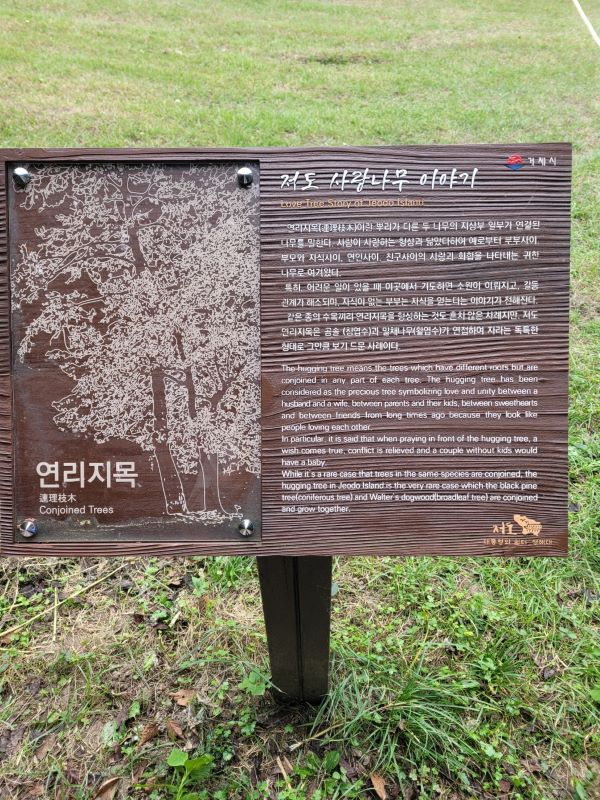 거제시
저도 사랑나무 이야기
Love Tree Story of Jeodo Island
연리지목(連理枝木)이란 뿌리가 다른 두 나무의 지상부 일부가 연결된
나무를 말한다. 사람이 사랑하는 형상과 닮았다하여 예로부터 부부사이
부모와 자식사이, 연인사이, 친구사이의 사랑과 화합을 나타내는 귀한
나무로 여기왔다.
특히, 어려운 일이 있을 때 이곳에서 기도하면 소원이 이뤄지고, 갈등
관계가 해소되며, 자식이 없는 부부는 자식을 얻는다는 이야기가 전해진다.
같은 종의 수목끼리 연리지목을 형성하는 것도 흔치 않은 사례지만, 저도
연리지목은 곰솔 (침엽수)과 말채나무(활엽수)가 연접하여 자라는 독특한
형태로 그만큼 보기 드문 사례이다.
The hugging tree means the trees which have different roots but are
conjoined in any part of each tree. The hugging tree has been
considered as the precious tree symbolizing love and unity between a
husband and a wife, between parents and their kids, between sweethearts
and between friends from long times ago because they look like
people loving each other.
In particular, it is said that when praying in front of the hugging tree, a
wish comes true, conflict is relieved and a couple without kids would
have a baby.
While it's a rare case that trees in the same species are conjoined, the
hugging tree in Jeodo Island is the very rare case which the black pine
tree(coniferous tree) and Walter's dogwood(broadleaf tree) are conjoined
and grow together.
연리지목
連理枝木
Conjoined Trees
저도
대통령의 쉼터, 청해대